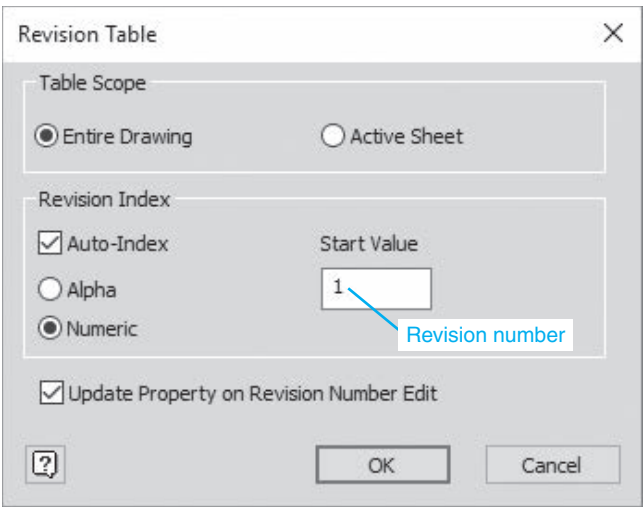 Revision Table
Table Scope
Entire Drawing
Active Sheet
Revision Index
Auto-Index
Start Value
Alpha
1
Numeric
Revision number
Update Property on Revision Number Edit
?
OK
Cancel